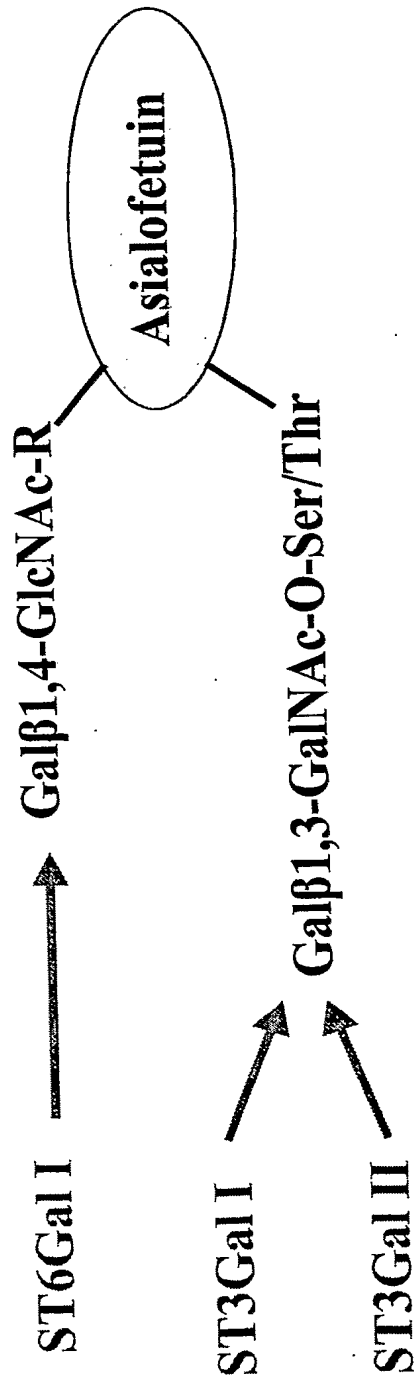 ST6Gal I
Galβ1,4-GlcNAc-R
Asialofetuin
ST3Gal I
Galβ1,3-GalNAc-O-Ser/Thr
ST3Gal II